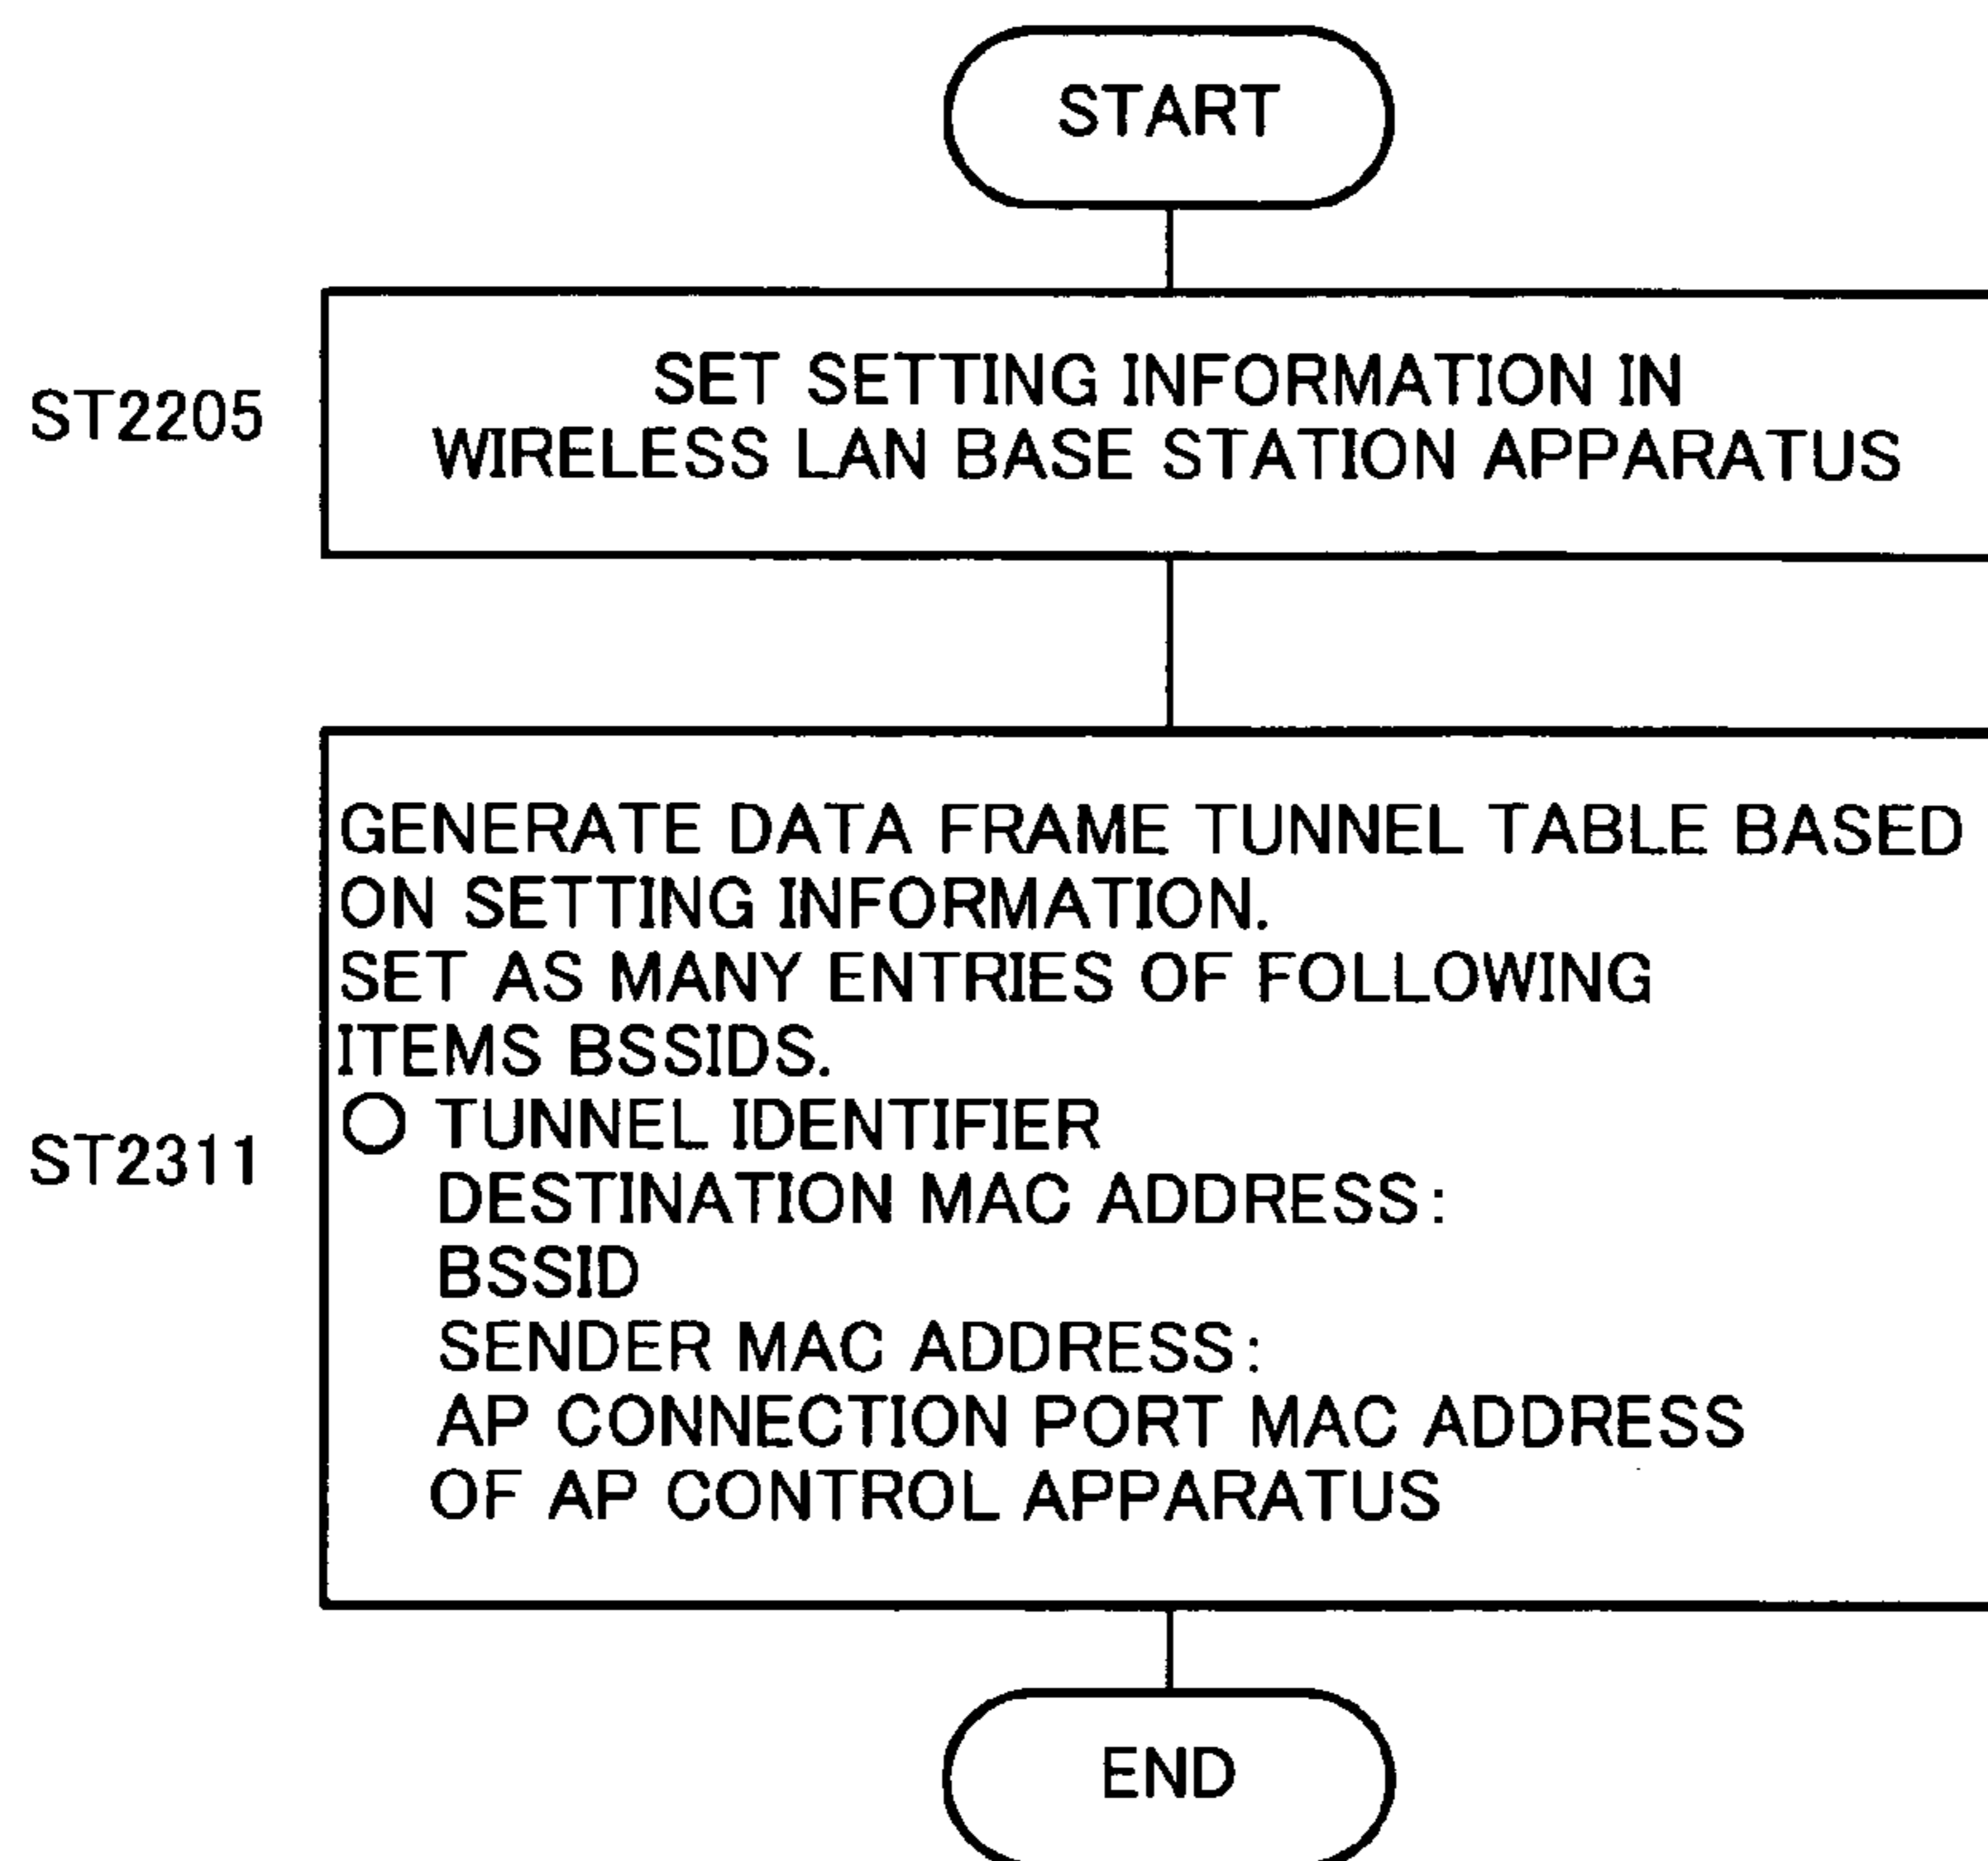 START
ST2205
SET SETTING INFORMATION IN
WIRELESS LAN BASE STATION APPARATUS
ST2311
GENERATE DATA FRAME TUNNEL TABLE BASED
ON SETTING INFORMATION.
SET AS MANY ENTRIES OF FOLLOWING
ITEMS BSSIDS.
○ TUNNEL IDENTIFIER
DESTINATION MAC ADDRESS:
BSSID
SENDER MAC ADDRESS:
AP CONNECTION PORT MAC ADDRESS
OF AP CONTROL APPARATUS
END